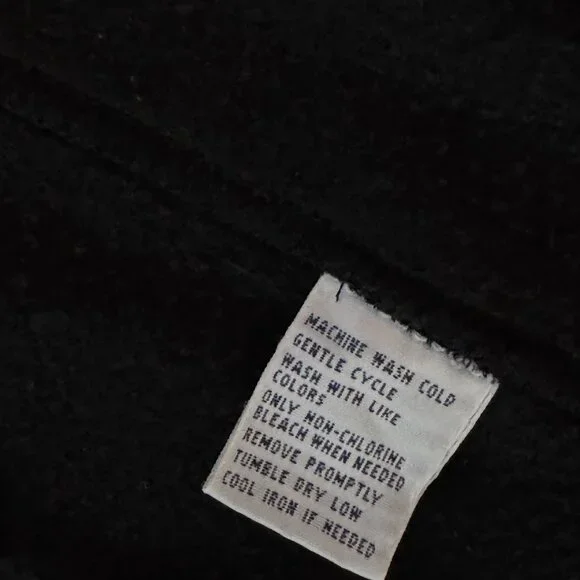 MACHINE WASH COLD
GENTLE CYCLE
WASH WITH LIKE
COLORS
ONLY NON-CHLORINE
BLEACH WHEN NEEDED
REMOVE PROMPTLY
TUMBLE DRY LOW
COOL IRON IF NEEDED